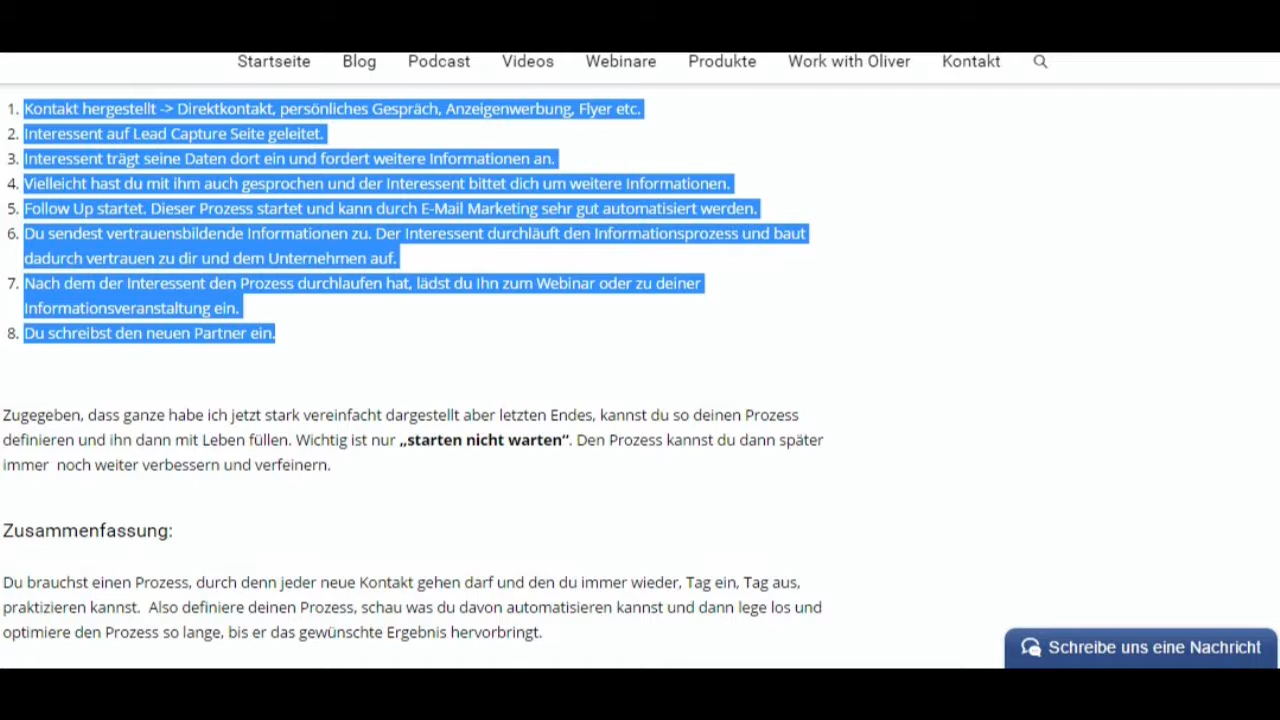 Startseite Blog Podcast Videos Webinare Produkte Work with Oliver Kontakt
1. Kontakt hergestellt -> Direktkontakt, persönliches Gespräch, Anzeigenwerbung, Flyer etc.
2. Interessent auf Lead Capture Seite geleitet.
3. Interessent trägt seine Daten dort ein und fordert weitere Informationen an.
4. Vielleicht hast du mit ihm auch gesprochen und der Interessent bittet dich um weitere Informationen.
5. Follow Up startet. Dieser Prozess startet und kann durch E-Mail Marketing sehr gut automatisiert werden.
6. Du sendest vertrauensbildende Informationen zu. Der Interessent durchläuft den Informationsprozess und baut
dadurch vertrauen zu dir und dem Unternehmen auf.
7. Nach dem der Interessent den Prozess durchlaufen hat, lädst du Ihn zum Webinar oder zu deiner
Informationsveranstaltung ein.
8. Du schreibst den neuen Partner ein.
Zugegeben, dass ganze habe ich jetzt stark vereinfacht dargestellt aber letzten Endes, kannst du so deinen Prozess
definieren und ihn dann mit Leben füllen. Wichtig ist nur „starten nicht warten“. Den Prozess kannst du dann später
immer noch weiter verbessern und verfeinern.
Zusammenfassung:
Du brauchst einen Prozess, durch denn jeder neue Kontakt gehen darf und den du immer wieder, Tag ein, Tag aus,
praktizieren kannst. Also definiere deinen Prozess, schau was du davon automatisieren kannst und dann lege los und
optimiere den Prozess so lange, bis er das gewünschte Ergebnis hervorbringt.
Schreibe uns eine Nachricht